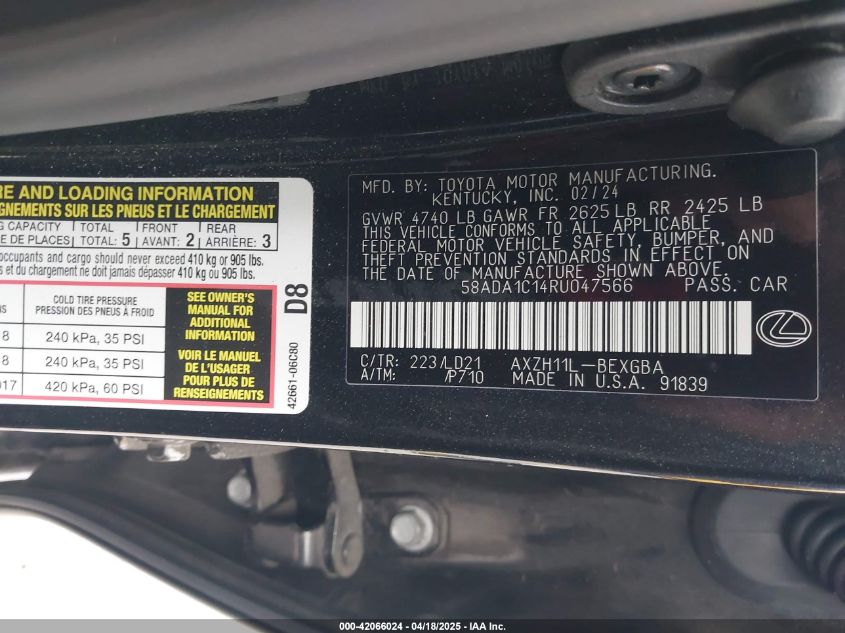 RE AND LOADING INFORMATION
GNEMENTS SUR LES PNEUS ET LE CHARGEMENT
G CAPACITY TOTAL FRONT REAR
E DE PLACES TOTAL: 5 AVANT: 2 ARRIÈRE: 3
occupants and cargo should never exceed 410 kg or 905 lbs.
s et du chargement ne doit jamais dépasser 410 kg ou 905 lbs.
COLD TIRE PRESSURE
PRESSION DES PNEUS À FROID
8 240 kPa, 35 PSI
8 240 kPa, 35 PSI
017 420 kPa, 60 PSI
SEE OWNER'S
MANUAL FOR
ADDITIONAL
INFORMATION
VOIR LE MANUEL
DE L'USAGER
POUR PLUS DE
RENSEIGNEMENTS
D8
42661-06C80
MFD. BY: TOYOTA MOTOR MANUFACTURING.
KENTUCKY, INC. 02/24
GVWR 4740 LB GAWR FR 2625 LB RR 2425 LB
THIS VEHICLE CONFORMS TO ALL APPLICABLE
FEDERAL MOTOR VEHICLE SAFETY, BUMPER, AND
THEFT PREVENTION STANDARDS IN EFFECT ON
THE DATE OF MANUFACTURE SHOWN ABOVE.
58ADA1C14RU047566 PASS. CAR
C/TR: 223/LD21 AXZH11L-BEXGBA
A/TM: /P710 MADE IN U.S.A. 91839
000-42066024 - 04/18/2025 - IAA Inc.